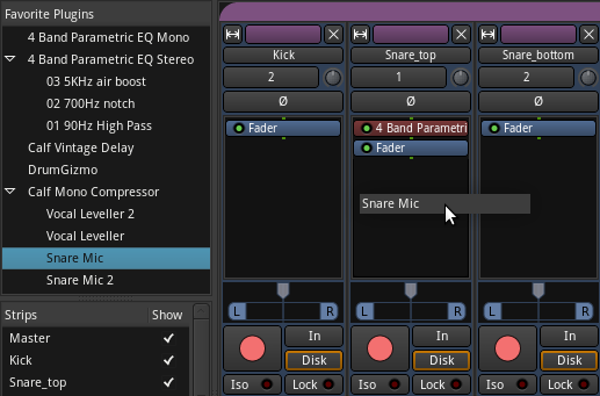 Favorite Plugins
4 Band Parametric EQ Mono
4 Band Parametric EQ Stereo
03 5KHz air boost
02 700Hz notch
01 90Hz High Pass
Calf Vintage Delay
DrumGizmo
Calf Mono Compressor
Vocal Leveller 2
Vocal Leveller
Snare Mic
Snare Mic 2
Strips Show
Master
Kick
Snare_top
Kick Snare_top Snare_bottom
2 1 2
Ø Ø Ø
Fader 4 Band Parametri Fader
Fader
Snare Mic
L R L R L R
In In In
Disk Disk Disk
Iso Lock Iso Lock Iso Lock